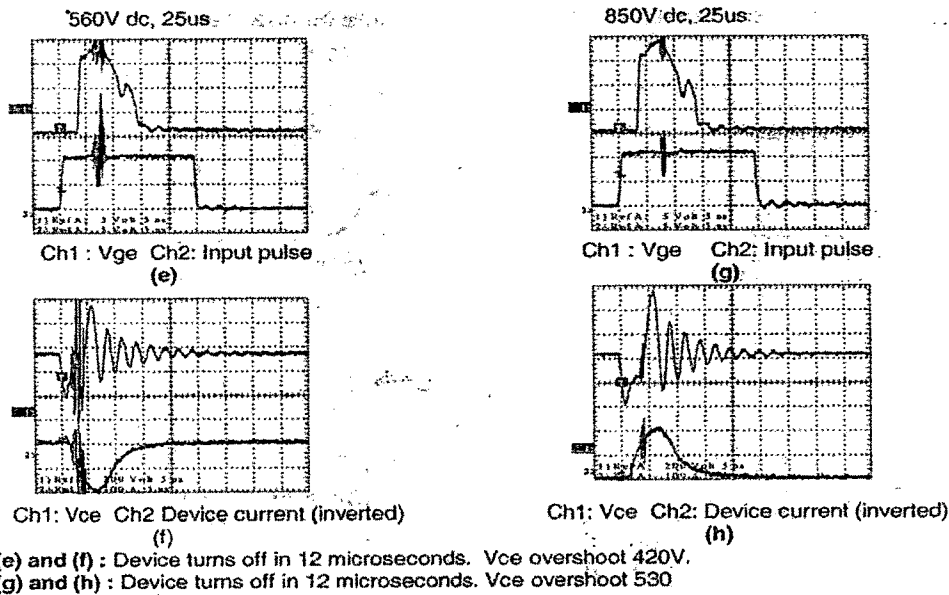 560V dc, 25us
850V dc, 25us
Ch1 : Vge Ch2: Input pulse
(e)
Ch1 : Vge Ch2: Input pulse
(g)
Ch1: Vce Ch2 Device current (inverted)
(f)
Ch1: Vce Ch2: Device current (inverted)
(h)
(e) and (f) : Device turns off in 12 microseconds. Vce overshoot 420V.
(g) and (h) : Device turns off in 12 microseconds. Vce overshoot 530